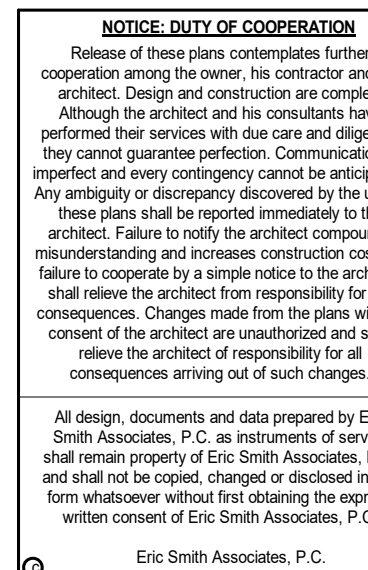 NOTICE: DUTY OF COOPERATION
Release of these plans contemplates further
cooperation among the owner, his contractor and
architect. Design and construction are comple
Although the architect and his consultants hav
performed their services with due care and dilige
they cannot guarantee perfection. Communicatio
imperfect and every contingency cannot be anticip
Any ambiguity or discrepancy discovered by the u
these plans shall be reported immediately to th
architect. Failure to notify the architect compour
misunderstanding and increases construction cos
failure to cooperate by a simple notice to the arch
shall relieve the architect from responsibility for
consequences. Changes made from the plans wi
consent of the architect are unauthorized and s
relieve the architect of responsibility for all
consequences arriving out of such changes.
All design, documents and data prepared by E
Smith Associates, P.C. as instruments of serv
shall remain property of Eric Smith Associates,
and shall not be copied, changed or disclosed in
form whatsoever without first obtaining the expr
written consent of Eric Smith Associates, P.C
Eric Smith Associates, P.C.
©